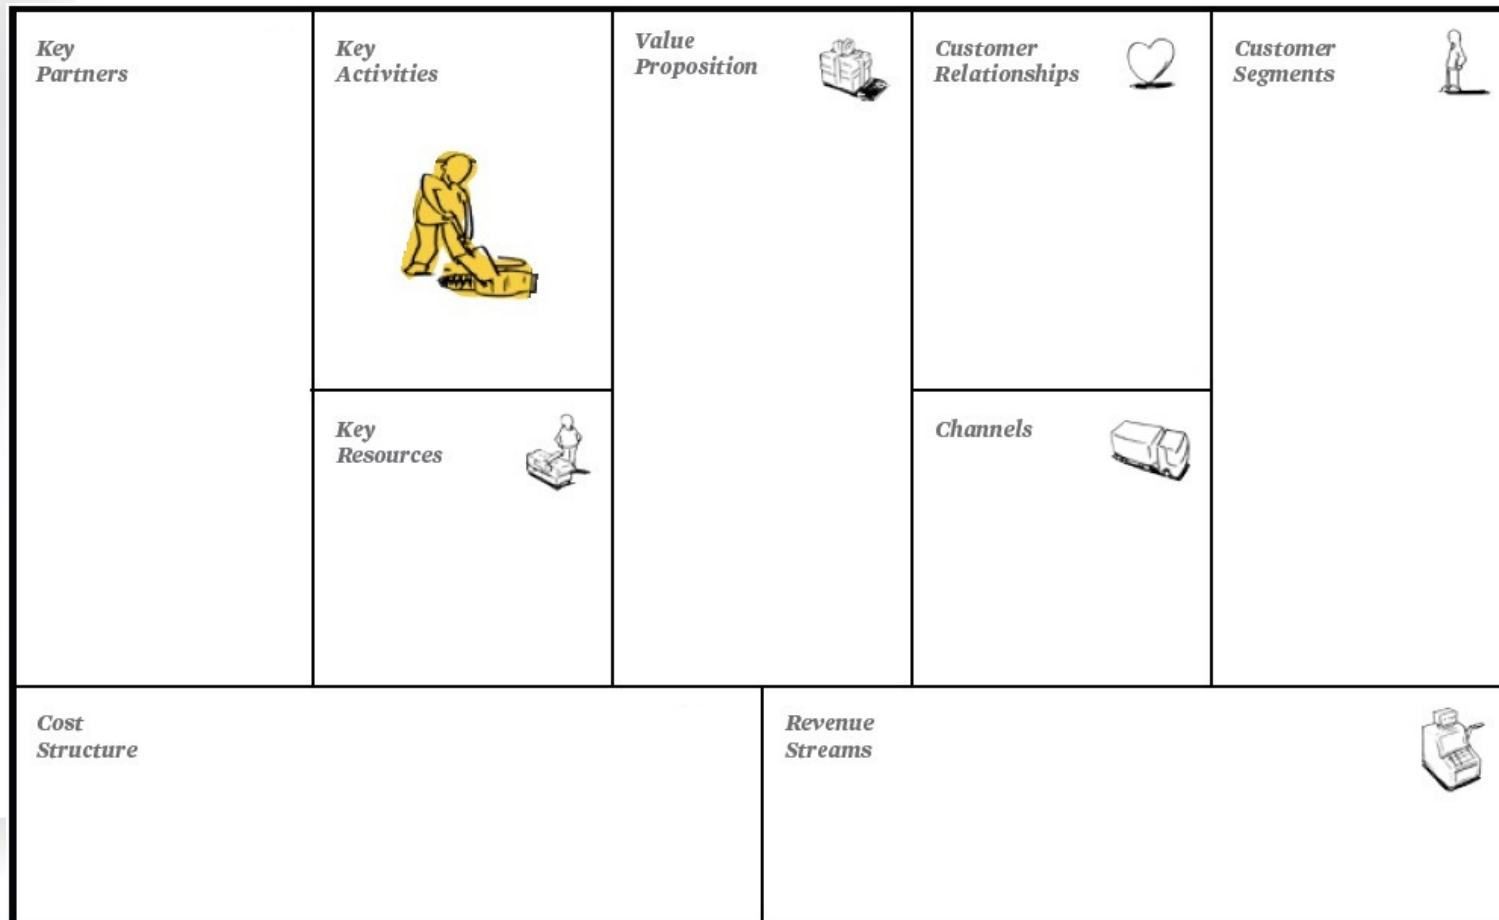 Key
Partners
Key
Activities
Value
Proposition
Customer
Relationships
Customer
Segments
Key
Resources
Channels
Cost
Structure
Revenue
Streams